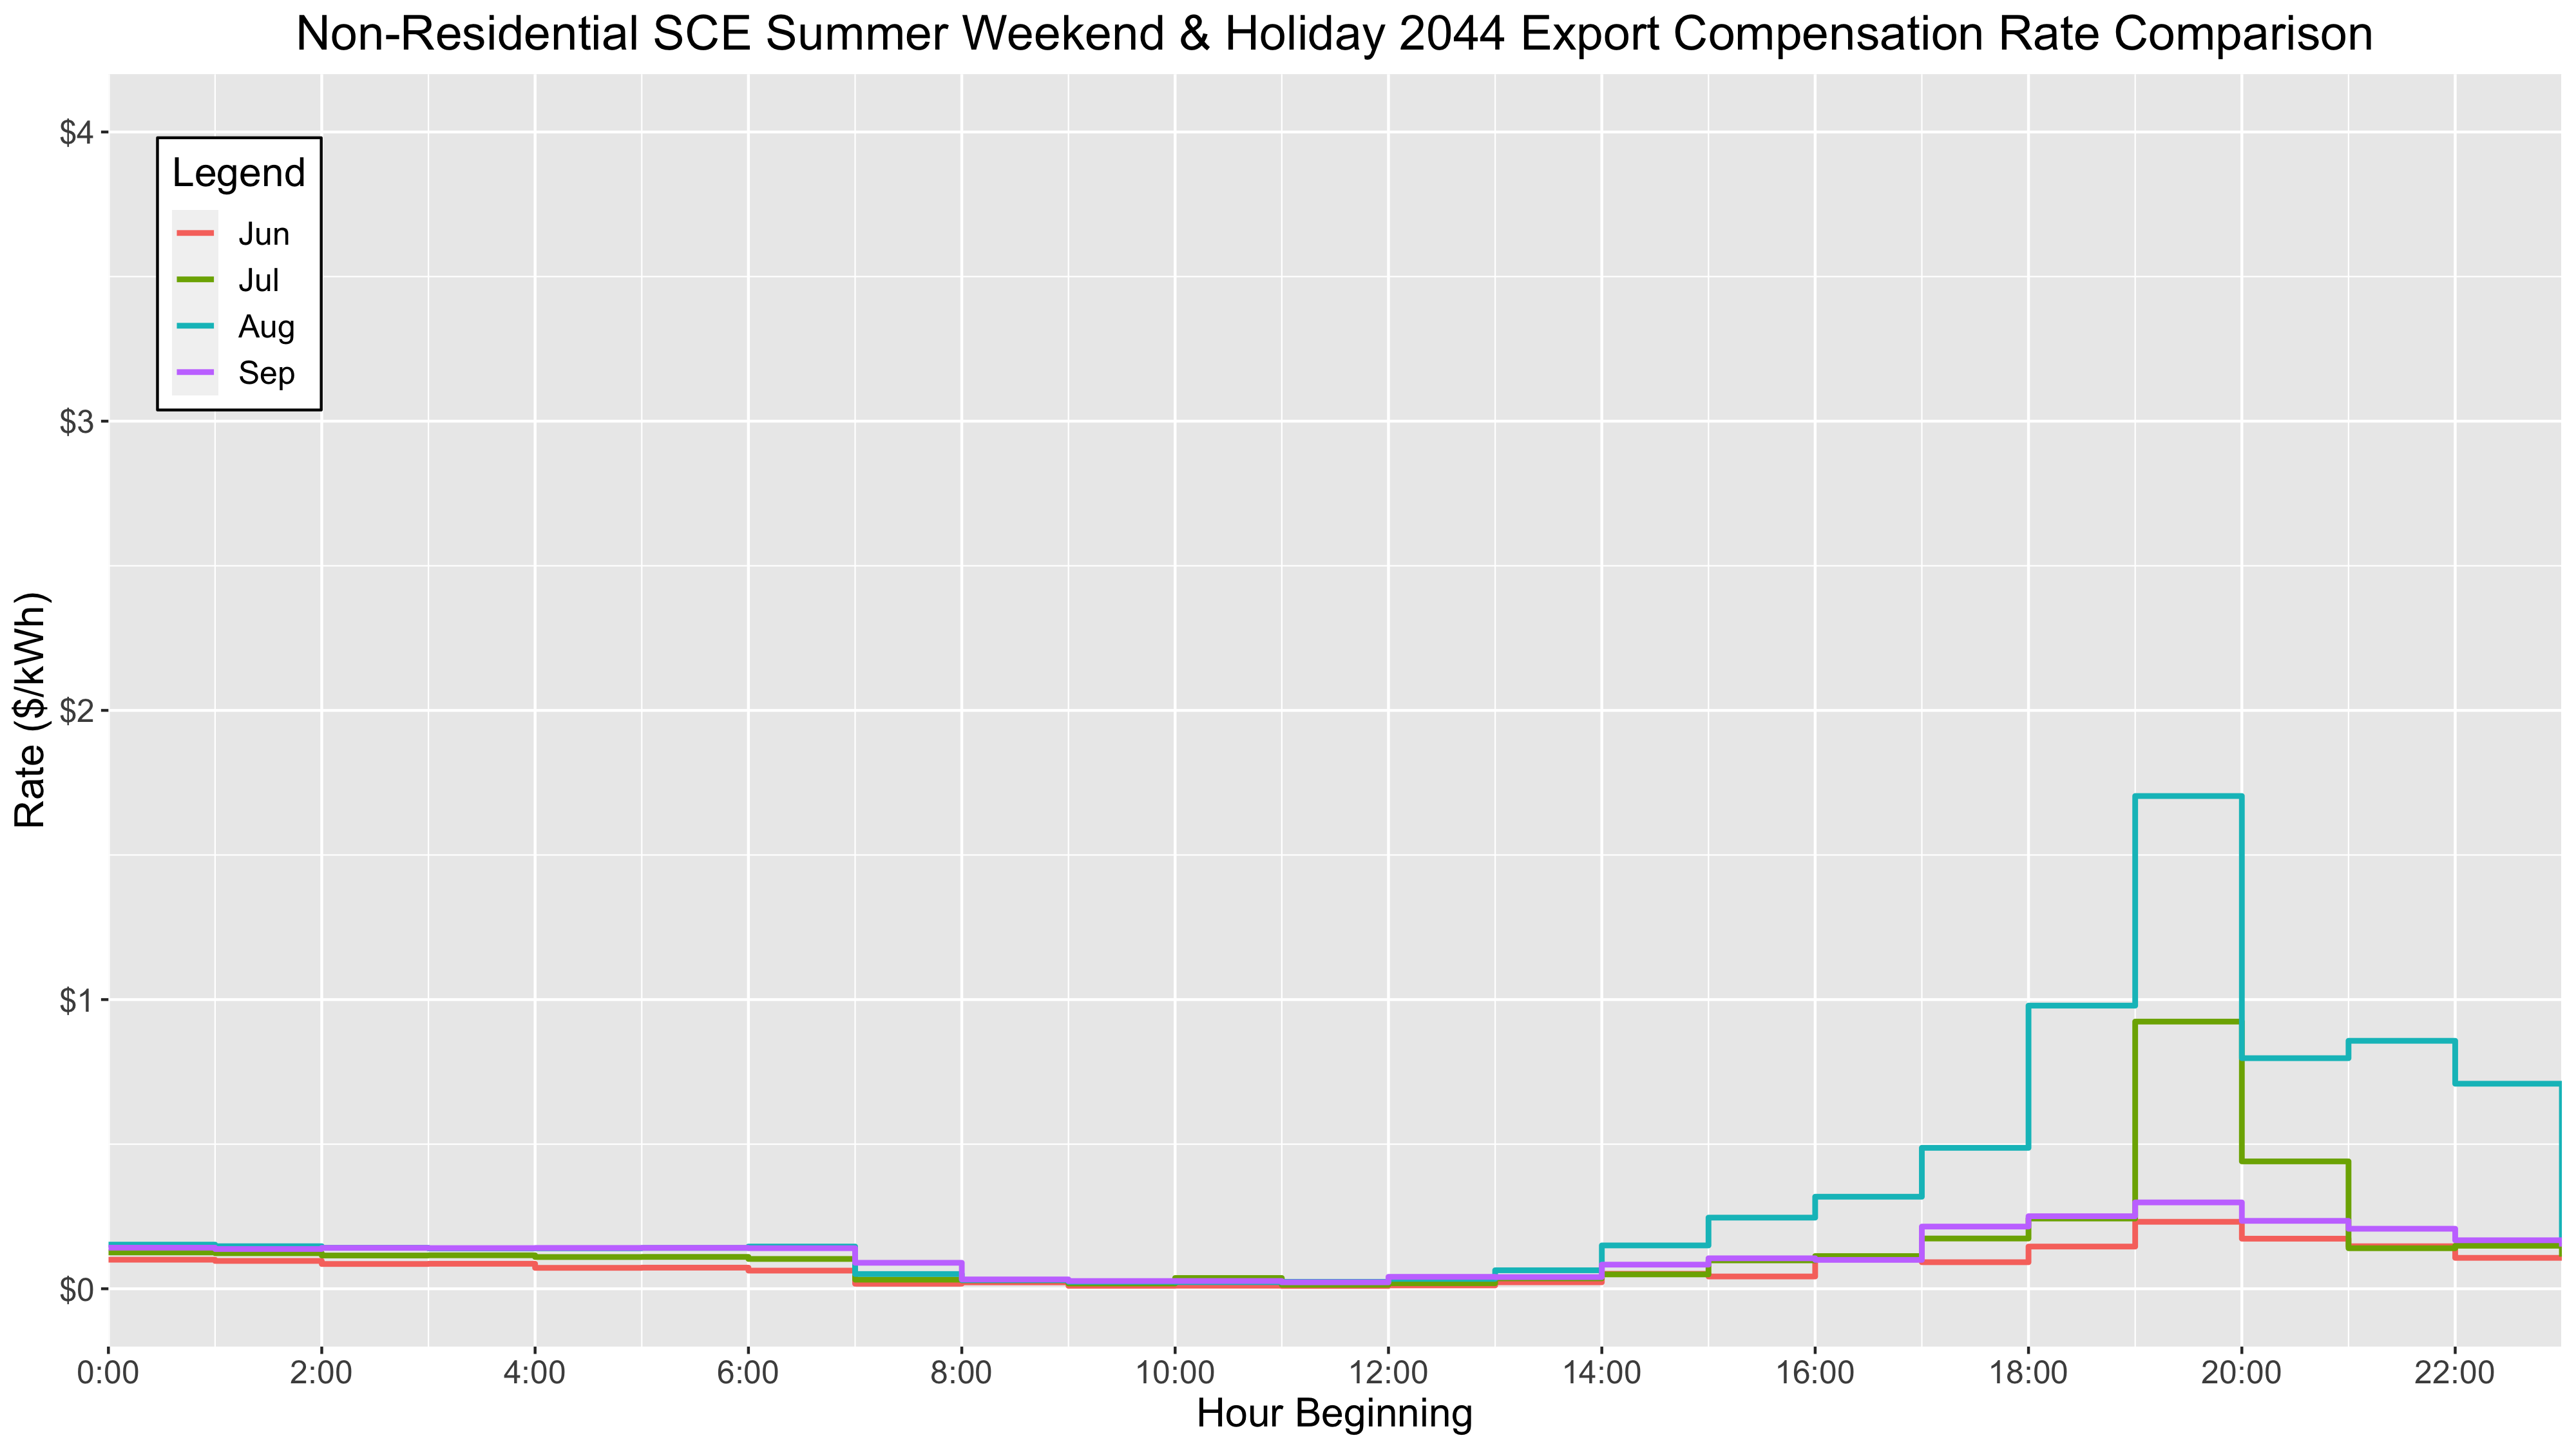 Non-Residential SCE Summer Weekend & Holiday 2044 Export Compensation Rate Comparison
$4
Legend
Jun
Jul
Aug
Sep
$3
Rate ($/kWh)
$2
$1
$0
0:00 2:00 4:00 6:00 8:00 10:00 12:00 14:00 16:00 18:00 20:00 22:00
Hour Beginning